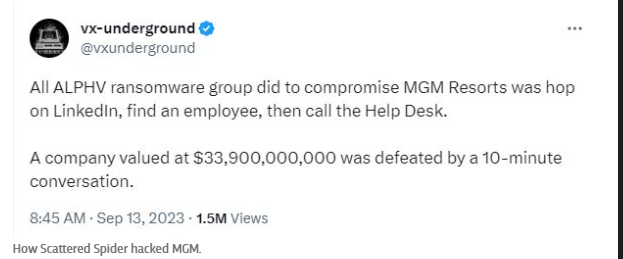 vx-underground
@vxunderground
All ALPHV ransomware group did to compromise MGM Resorts was hop
on LinkedIn, find an employee, then call the Help Desk.
A company valued at $33,900,000,000 was defeated by a 10-minute
conversation.
8:45 AM · Sep 13, 2023 · 1.5M Views
How Scattered Spider hacked MGM.